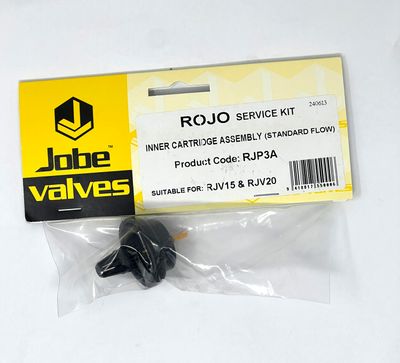 240613
ROJO SERVICE KIT
INNER CARTRIDGE ASSEMBLY (STANDARD FLOW)
Product Code: RJP3A
SUITABLE FOR: RJV15 & RJV20
Jobe
valves